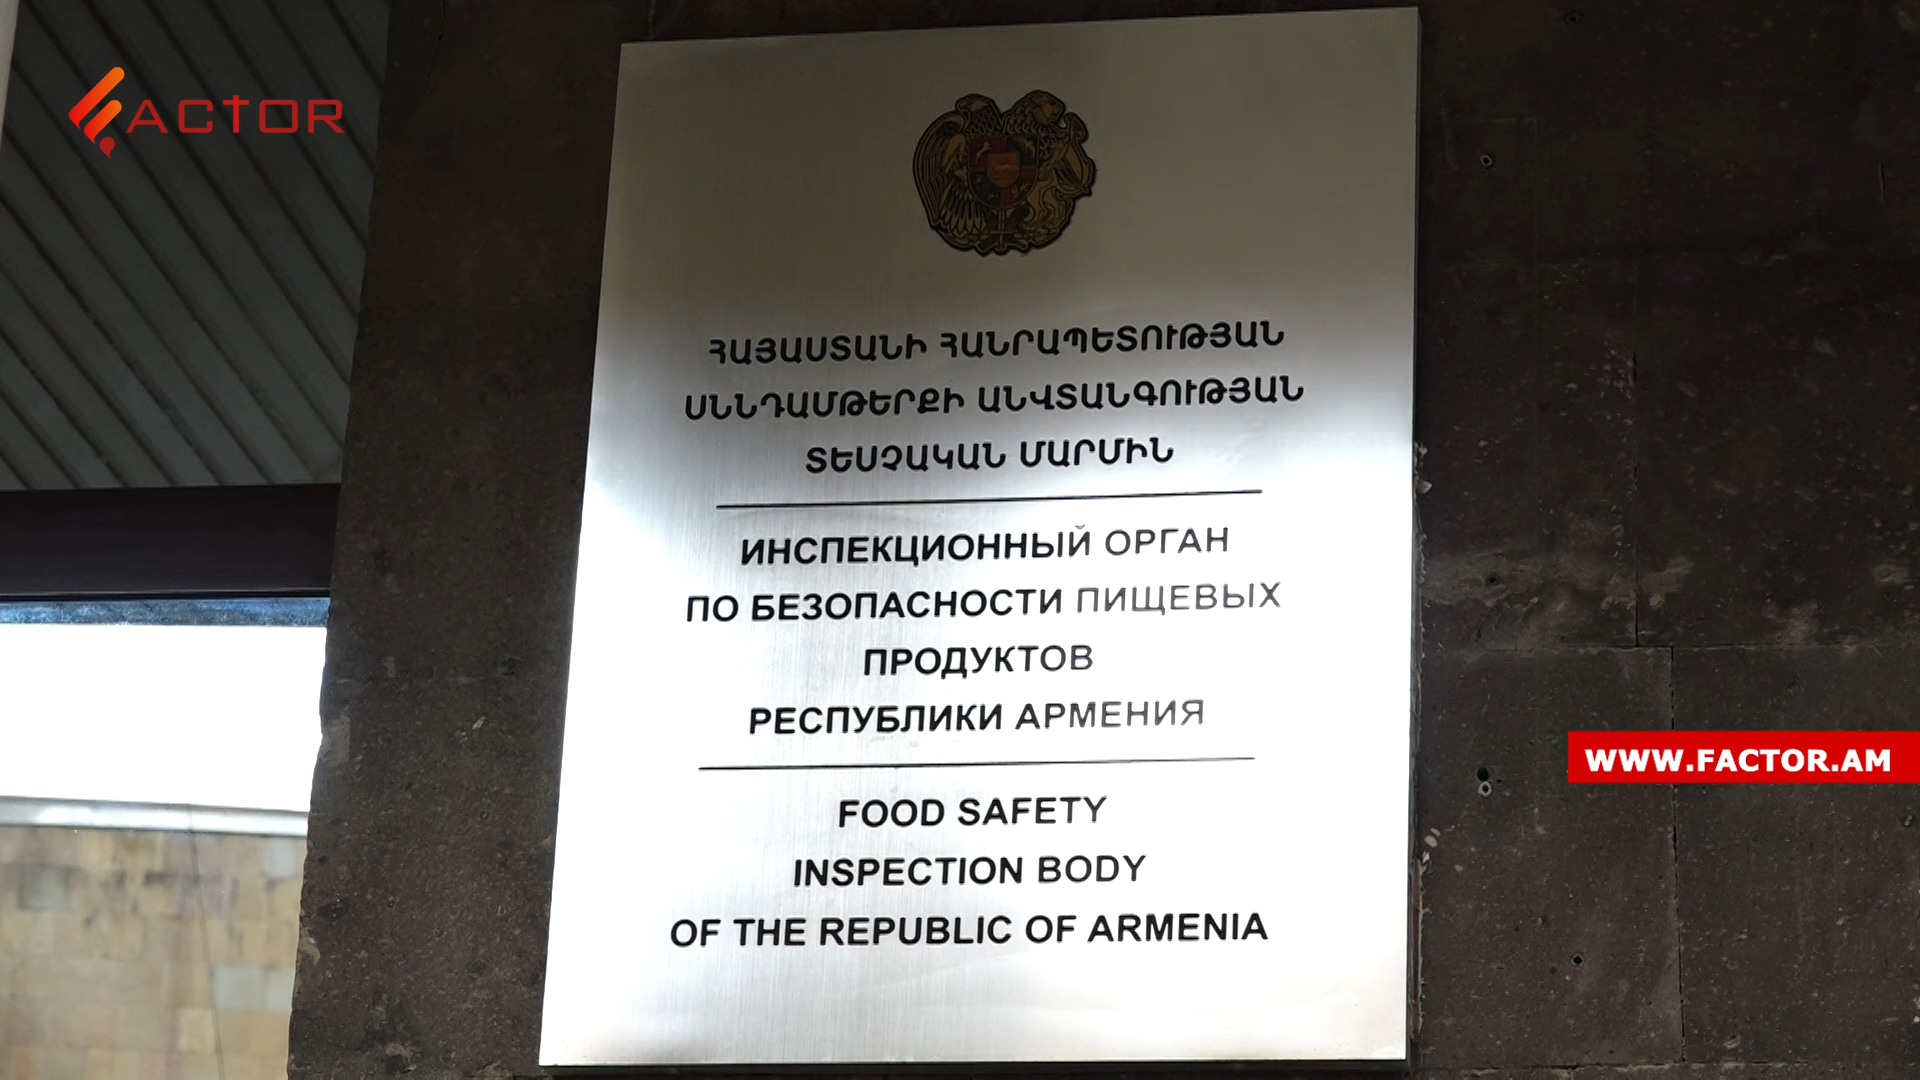 FACTOR
ՀԱՅԱՍՏԱՆԻ ՀԱՆՐԱՊԵՏՈՒԹՅԱՆ
ՍՆՆԴԱՄԹԵՐՔԻ ԱՆՎՏԱՆԳՈՒԹՅԱՆ
ՏԵՍՉԱԿԱՆ ՄԱՐՄԻՆ
ИНСПЕКЦИОННЫЙ ОРГАН
ПО БЕЗОПАСНОСТИ ПИЩЕВЫХ
ПРОДУКТОВ
РЕСПУБЛИКИ АРМЕНИЯ
WWW.FACTOR.AM
FOOD SAFETY
INSPECTION BODY
OF THE REPUBLIC OF ARMENIA